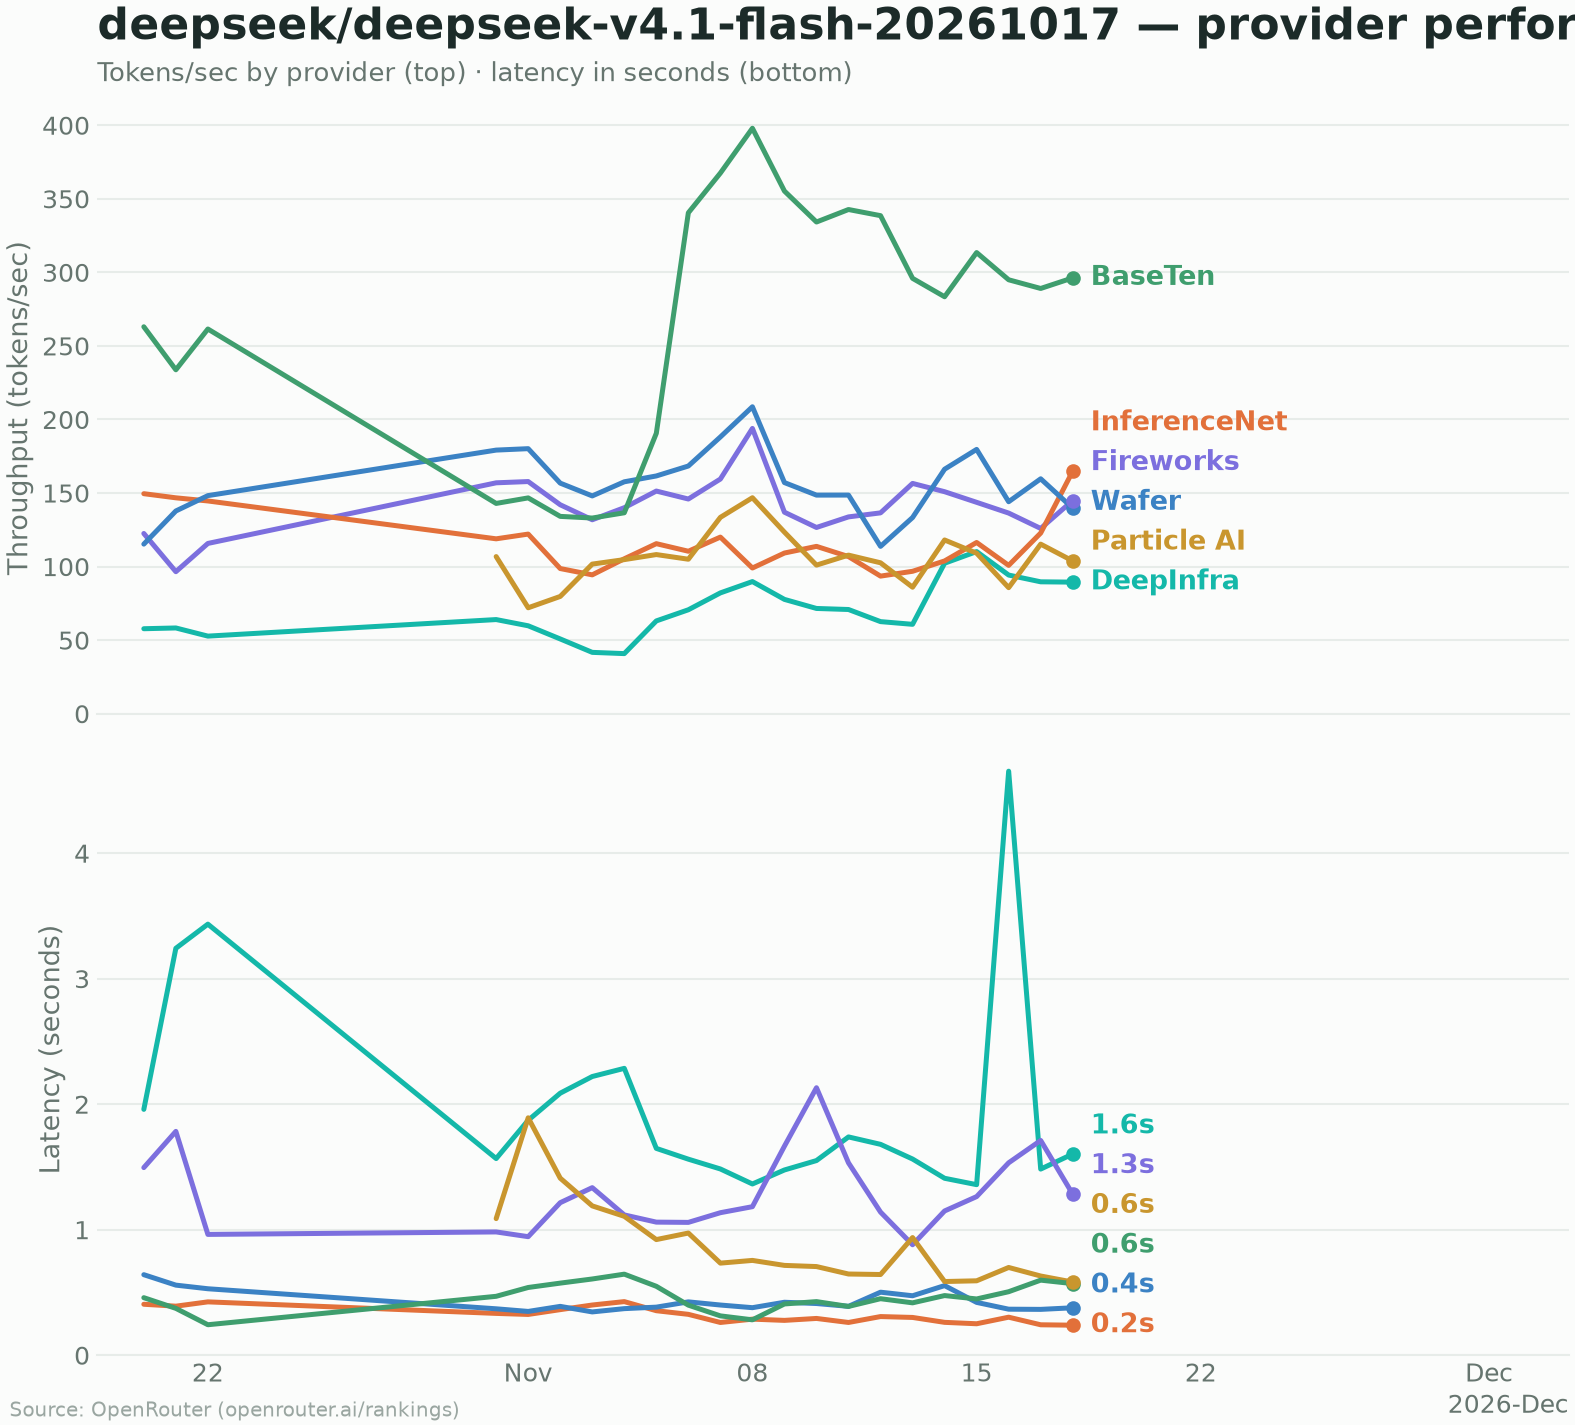 deepseek/deepseek-v4.1-flash-20261017 — provider perfor
Tokens/sec by provider (top) · latency in seconds (bottom)
Throughput (tokens/sec)
400
350
300
250
200
150
100
50
0
BaseTen
InferenceNet
Fireworks
Wafer
Particle AI
DeepInfra
Latency (seconds)
4
3
2
1
0
1.6s
1.3s
0.6s
0.6s
0.4s
0.2s
22
Nov
08
15
22
Dec
2026-Dec
Source: OpenRouter (openrouter.ai/rankings)